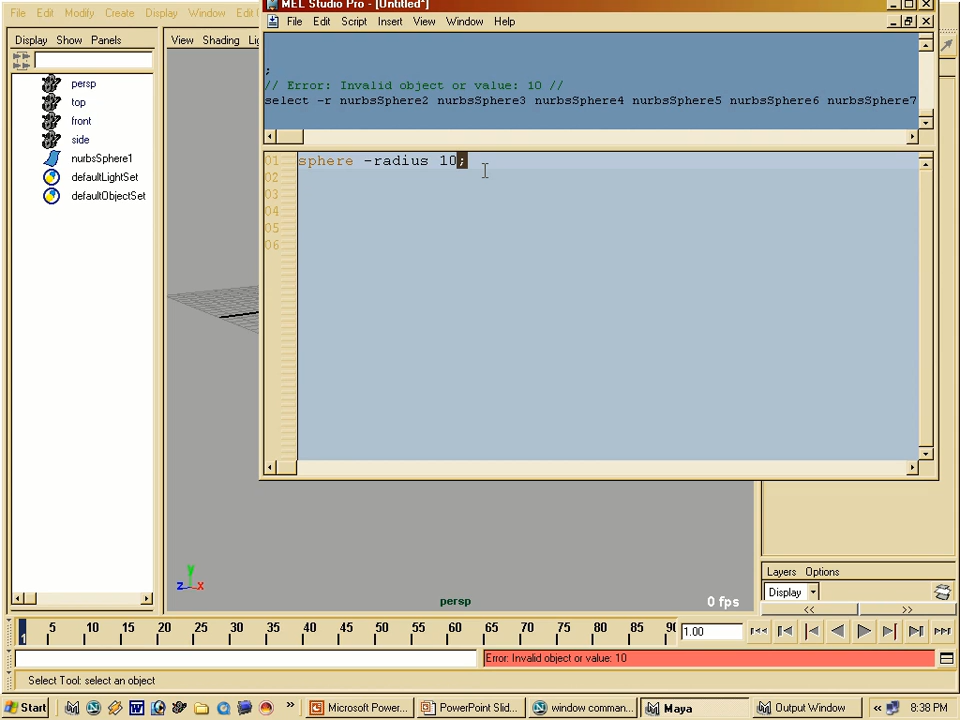 MEL Studio Pro - [Untitled*]
File Edit Modify Create Display Window Edit
File Edit Script Insert View Window Help
Display Show Panels
View Shading
persp
top
front
side
nurbsSphere1
defaultLightSet
defaultObjectSet
;
// Error: Invalid object or value: 10 //
select -r nurbsSphere2 nurbsSphere3 nurbsSphere4 nurbsSphere5 nurbsSphere6 nurbsSphere7
01 sphere -radius 10;
02
03
04
05
06
y
z x
persp
0 fps
Layers Options
Display
<< >>
1 5 10 15 20 25 30 35 40 45 50 55 60 65 70 75 80 85 1.00
Error: Invalid object or value: 10
Select Tool: select an object
Start » Microsoft Power... PowerPoint Slid... window comman... Maya Output Window « 8:38 PM